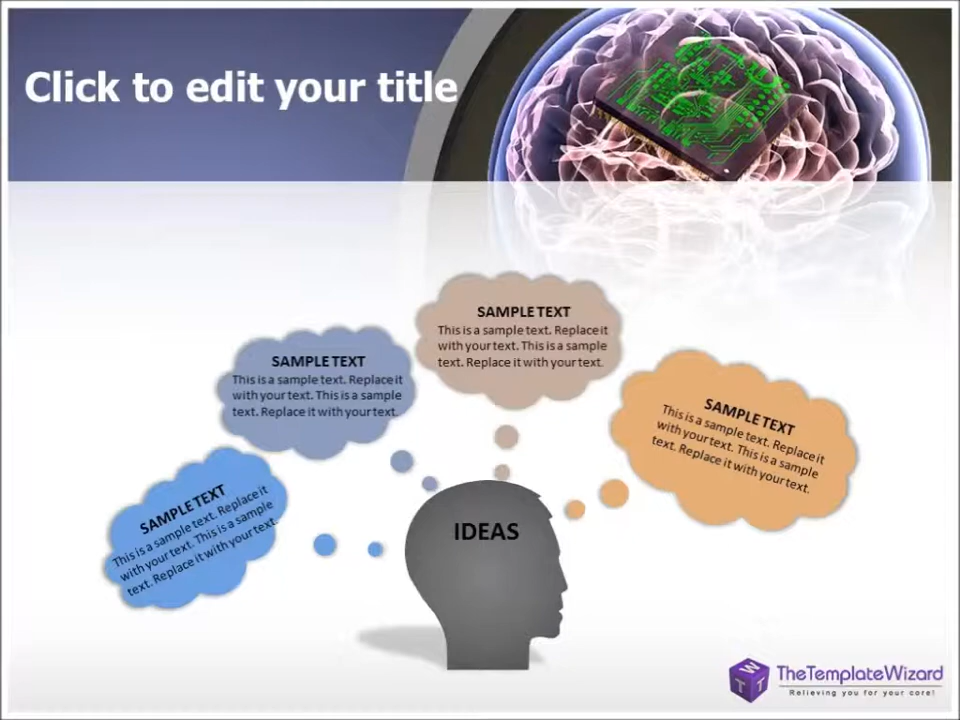 Click to edit your title
SAMPLE TEXT
This is a sample text. Replace it
with your text. This is a sample
text. Replace it with your text.
SAMPLE TEXT
This is a sample text. Replace it
with your text. This is a sample
text. Replace it with your text.
SAMPLE TEXT
This is a sample text. Replace it
with your text. This is a sample
text. Replace it with your text.
SAMPLE TEXT
This is a sample text. Replace it
with your text. This is a sample
text. Replace it with your text.
IDEAS
TWT
TheTemplateWizard
Relieving you for your core!